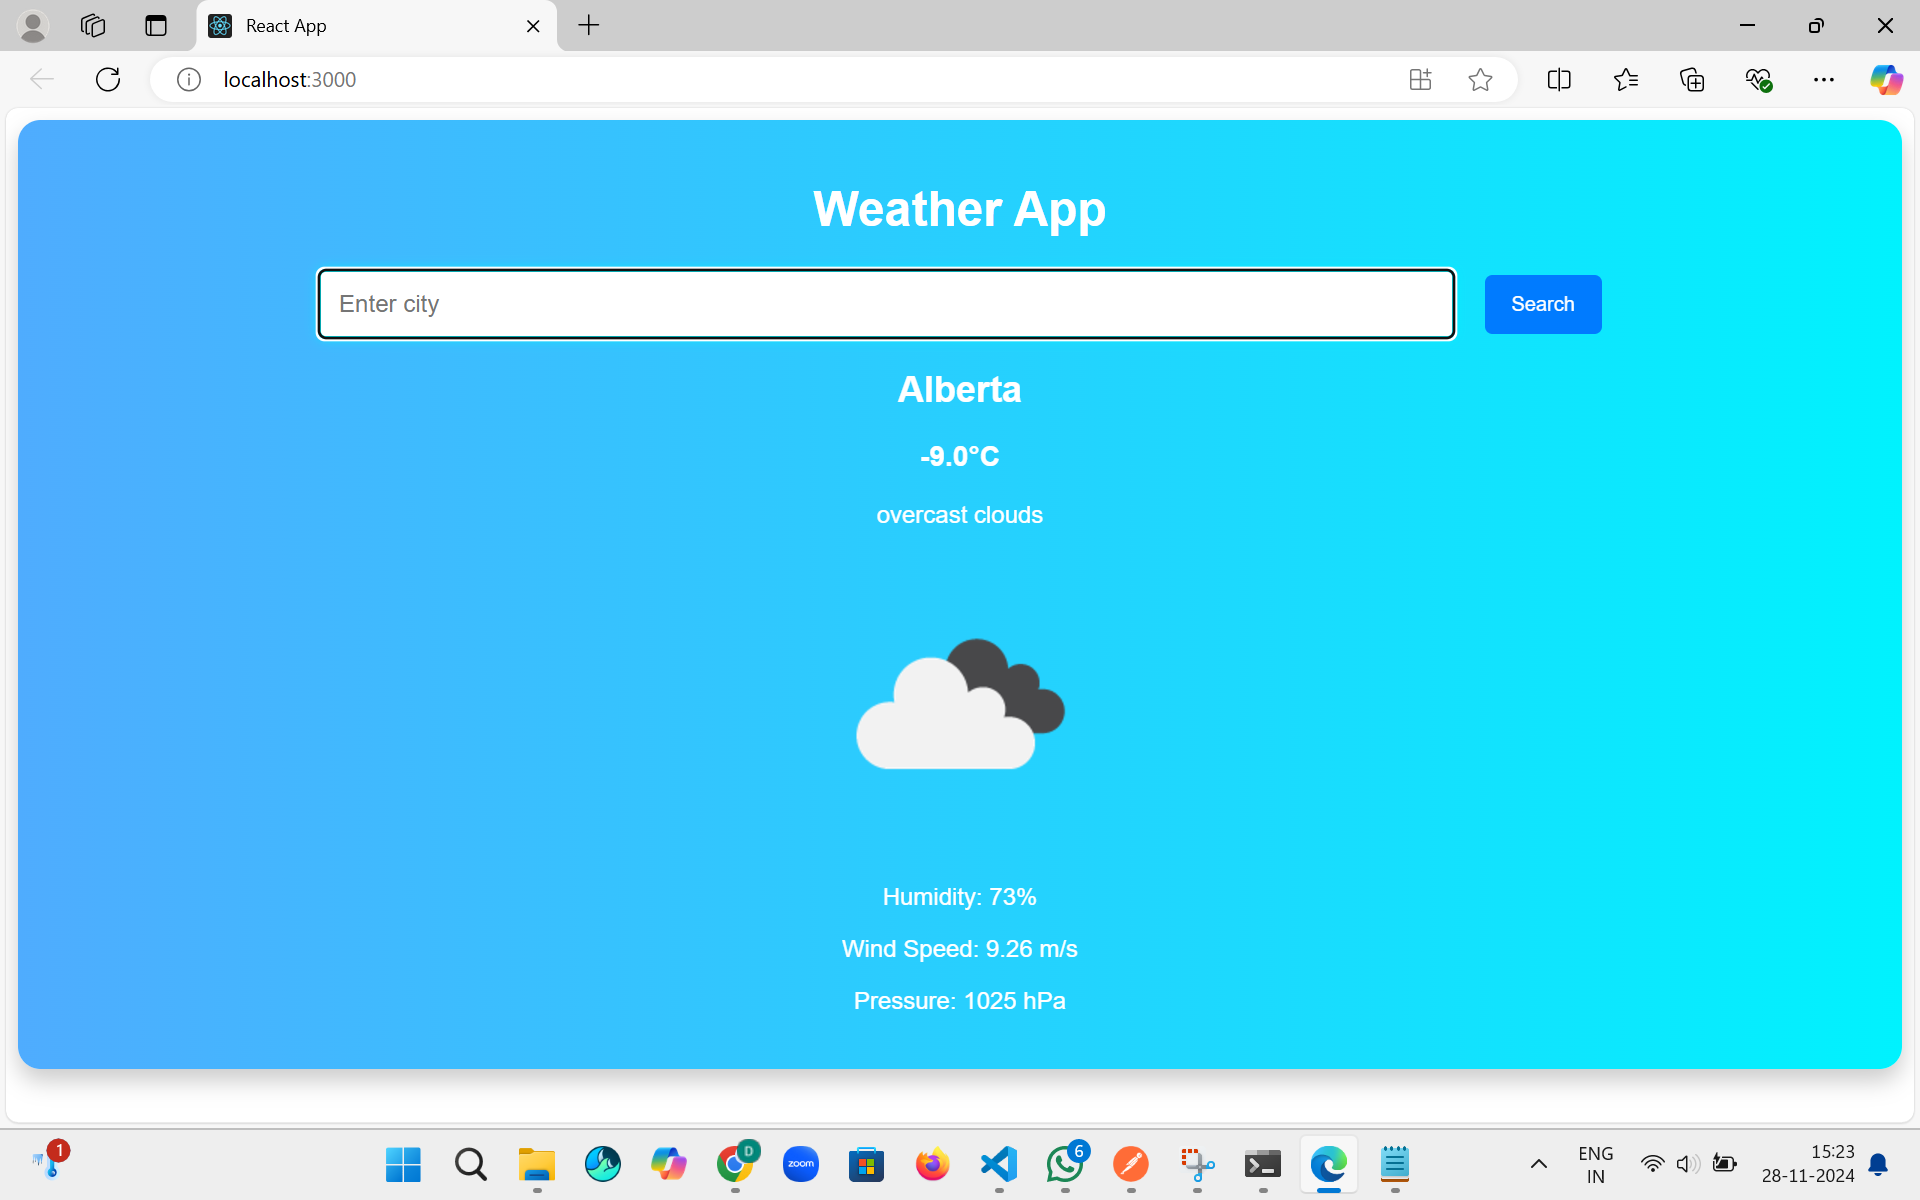 React App
localhost:3000
Weather App
Enter city
Search
Alberta
-9.0°C
overcast clouds
Humidity: 73%
Wind Speed: 9.26 m/s
Pressure: 1025 hPa
1
D
zoom
6
ENG
IN
15:23
28-11-2024